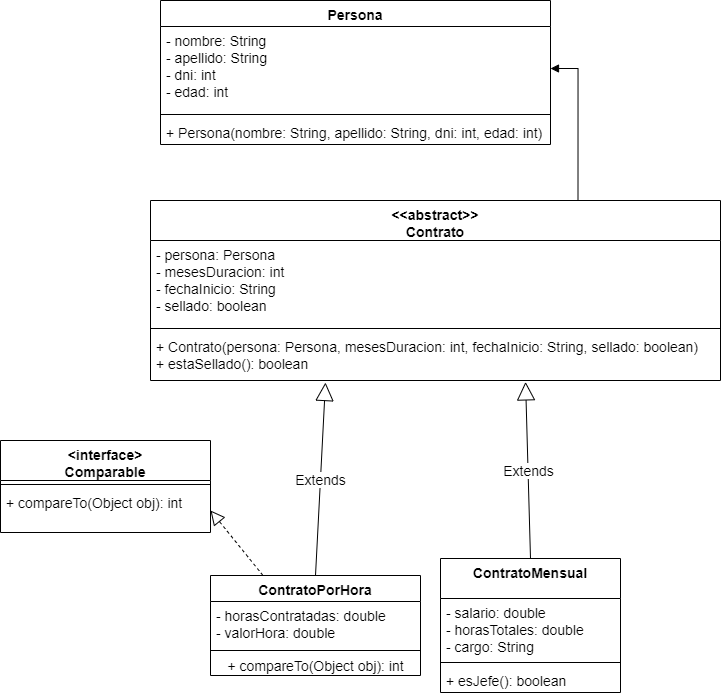 Persona
- nombre: String
- apellido: String
- dni: int
- edad: int
+ Persona(nombre: String, apellido: String, dni: int, edad: int)
<<abstract>>
Contrato
- persona: Persona
- mesesDuracion: int
- fechaInicio: String
- sellado: boolean
+ Contrato(persona: Persona, mesesDuracion: int, fechaInicio: String, sellado: boolean)
+ estaSellado(): boolean
<interface>
Comparable
+ compareTo(Object obj): int
Extends
Extends
ContratoPorHora
- horasContratadas: double
- valorHora: double
+ compareTo(Object obj): int
ContratoMensual
- salario: double
- horasTotales: double
- cargo: String
+ esJefe(): boolean